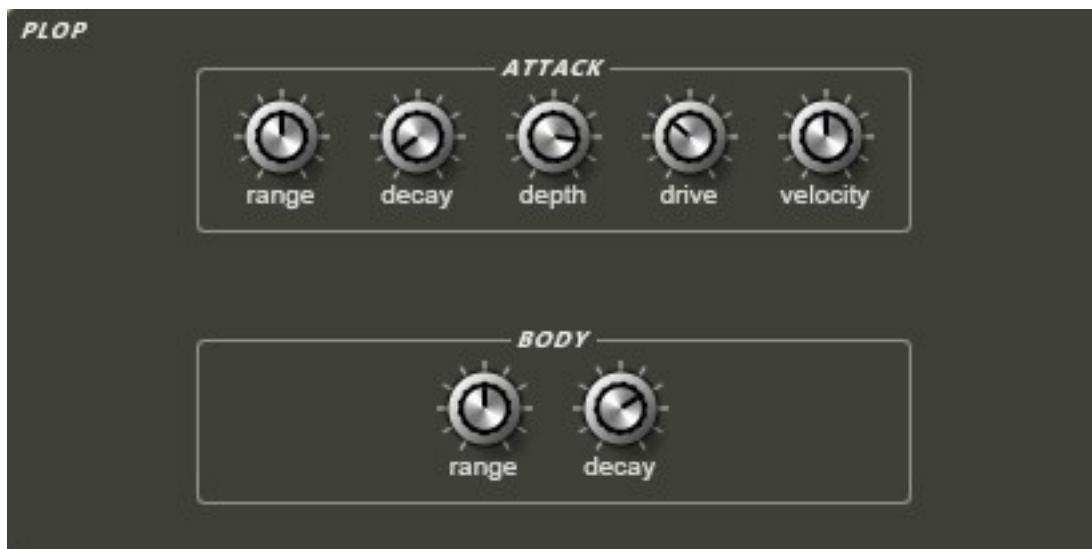 PLOP
ATTACK
range decay depth drive velocity
BODY
range decay